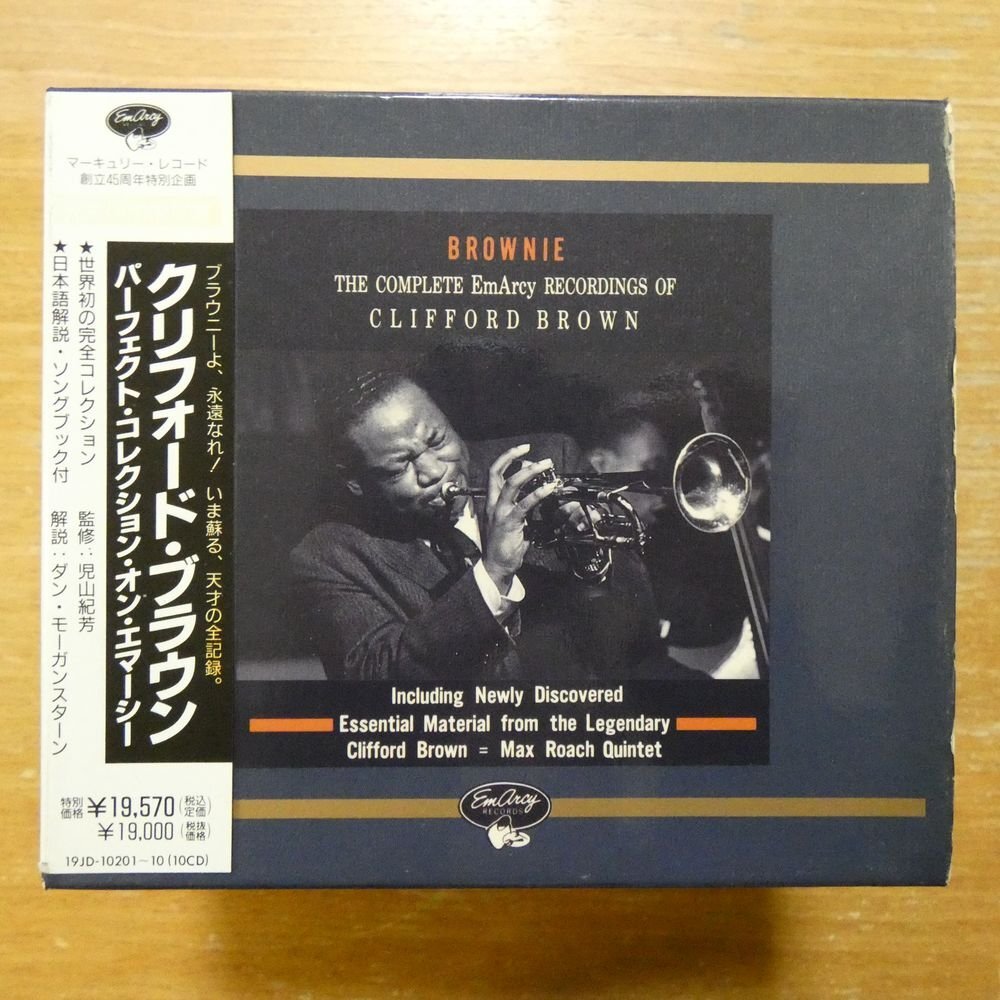 EmArcy
マーキュリー・レコード
創立45周年特別企画
ブラウニーよ、永遠なれ! いま蘇る、天才の全記録。
クリフォード・ブラウン
パーフェクト・コレクション・オン・エマーシー
★世界初の完全コレクション 監修:児山紀芳
★日本語解説・ソングブック付 解説:ダン・モーガンスターン
特別価格 ¥19,570 (税込定価)
¥19,000 (税抜価格)
19JD-10201~10 (10CD)
BROWNIE
THE COMPLETE EmArcy RECORDINGS OF
CLIFFORD BROWN
Including Newly Discovered
Essential Material from the Legendary
Clifford Brown = Max Roach Quintet
EmArcy
RECORDS